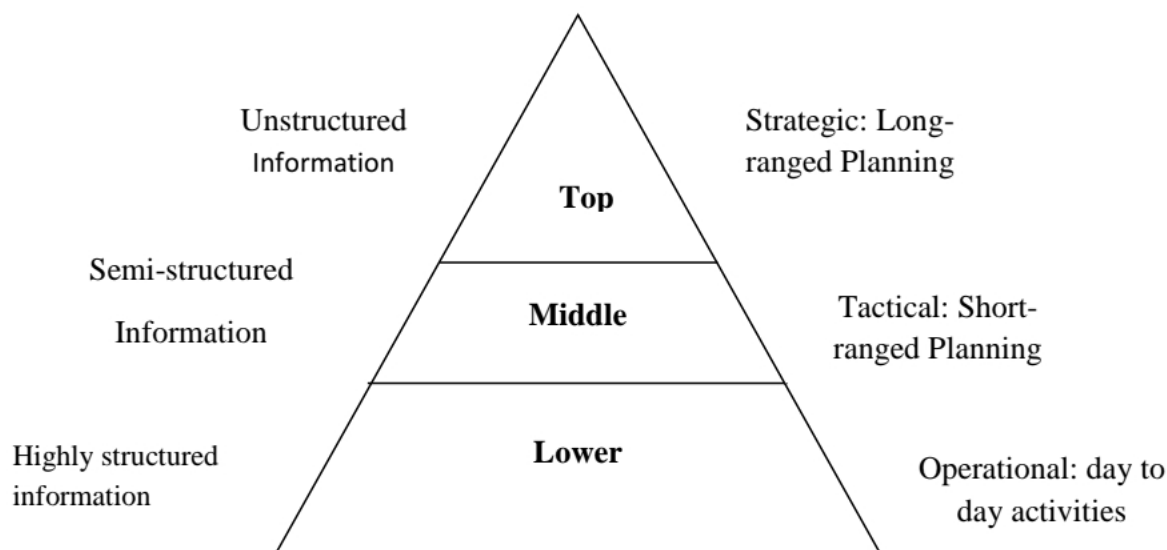 Unstructured
Information
Strategic: Long-
ranged Planning
Top
Semi-structured
Information
Middle
Tactical: Short-
ranged Planning
Highly structured
information
Lower
Operational: day to
day activities